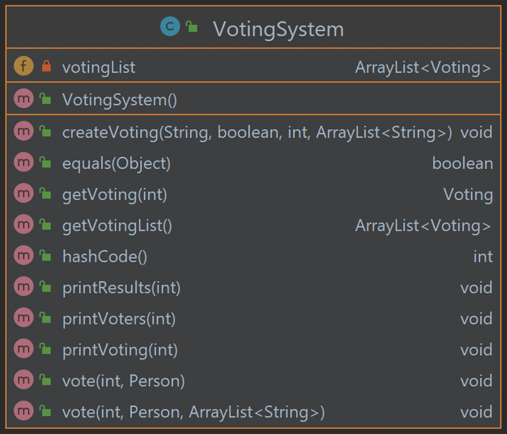 VotingSystem
votingList ArrayList<Voting>
VotingSystem()
createVoting(String, boolean, int, ArrayList<String>) void
equals(Object) boolean
getVoting(int) Voting
getVotingList() ArrayList<Voting>
hashCode() int
printResults(int) void
printVoters(int) void
printVoting(int) void
vote(int, Person) void
vote(int, Person, ArrayList<String>) void